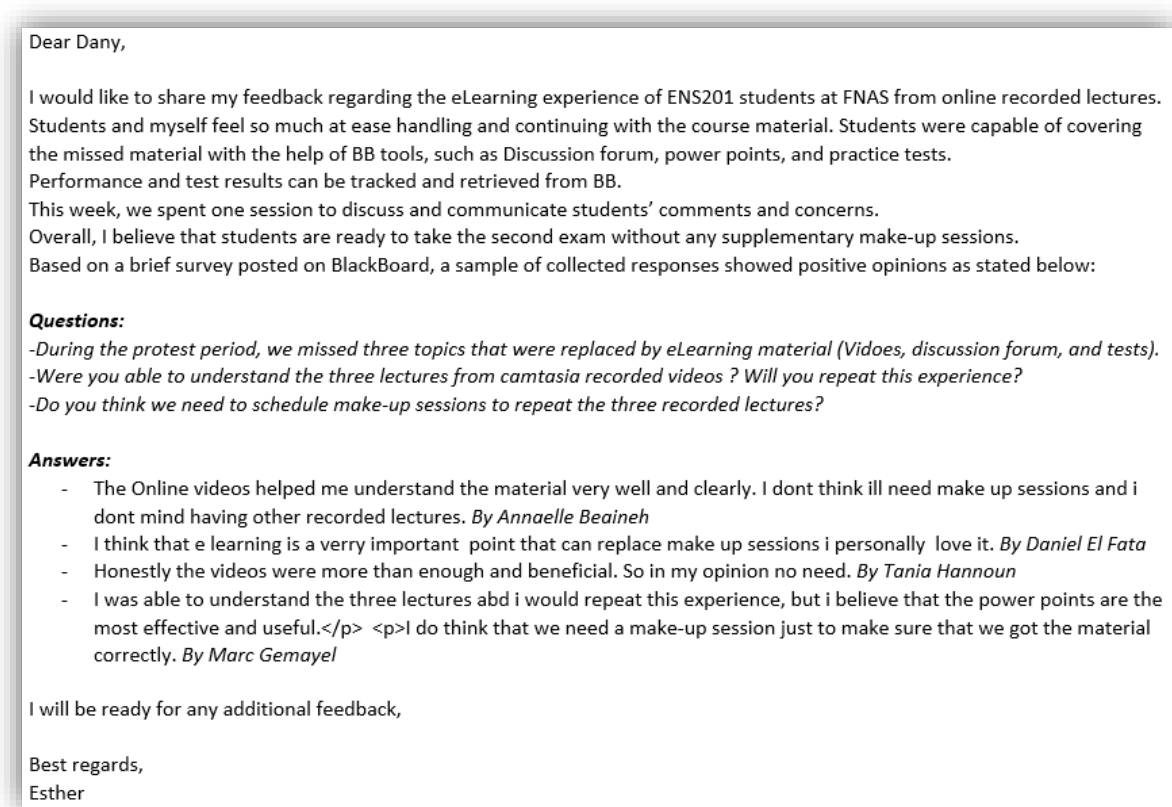 Dear Dany,
I would like to share my feedback regarding the eLearning experience of ENS201 students at FNAS from online recorded lectures.
Students and myself feel so much at ease handling and continuing with the course material. Students were capable of covering
the missed material with the help of BB tools, such as Discussion forum, power points, and practice tests.
Performance and test results can be tracked and retrieved from BB.
This week, we spent one session to discuss and communicate students’ comments and concerns.
Overall, I believe that students are ready to take the second exam without any supplementary make-up sessions.
Based on a brief survey posted on BlackBoard, a sample of collected responses showed positive opinions as stated below:
Questions:
-During the protest period, we missed three topics that were replaced by eLearning material (Vidoes, discussion forum, and tests).
-Were you able to understand the three lectures from camtasia recorded videos ? Will you repeat this experience?
-Do you think we need to schedule make-up sessions to repeat the three recorded lectures?
Answers:
- The Online videos helped me understand the material very well and clearly. I dont think ill need make up sessions and i
dont mind having other recorded lectures. By Annaelle Beaineh
- I think that e learning is a verry important  point that can replace make up sessions i personally  love it. By Daniel El Fata
- Honestly the videos were more than enough and beneficial. So in my opinion no need. By Tania Hannoun
- I was able to understand the three lectures abd i would repeat this experience, but i believe that the power points are the
most effective and useful.</p>  <p>I do think that we need a make-up session just to make sure that we got the material
correctly. By Marc Gemayel
I will be ready for any additional feedback,
Best regards,
Esther